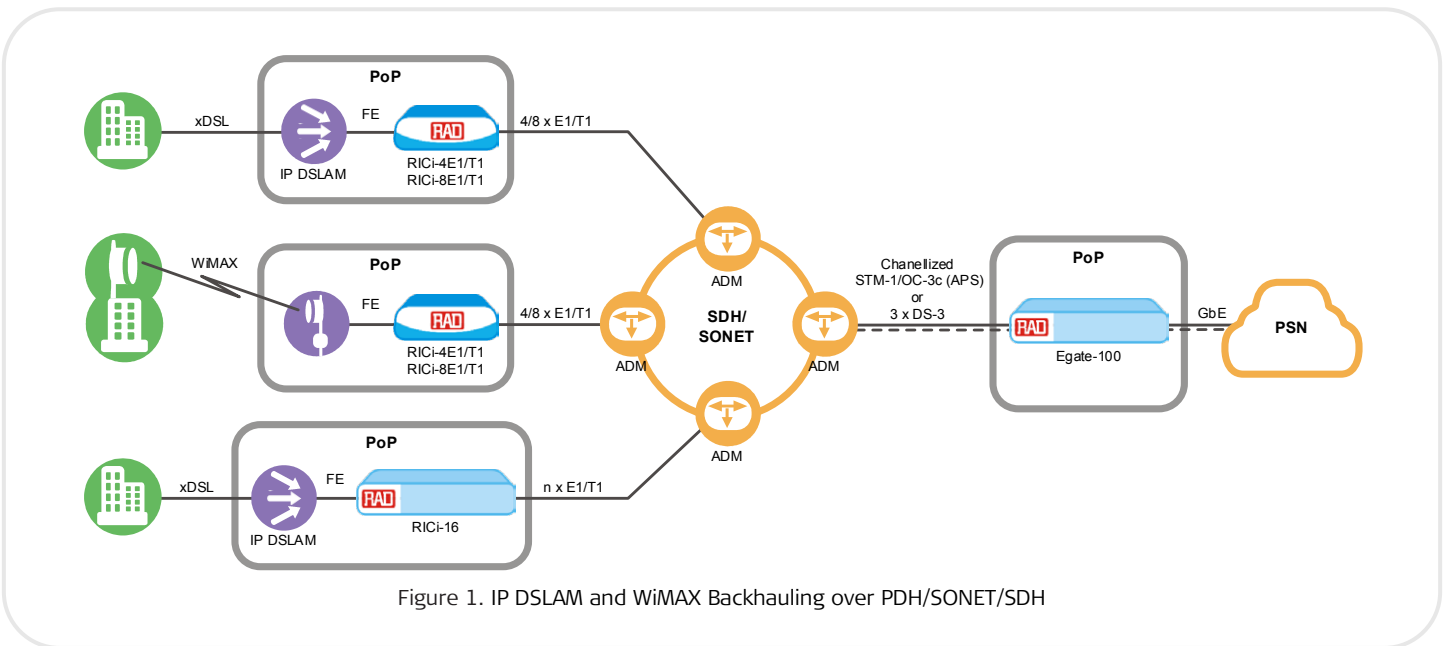 PoP
xDSL
FE
RAD
4/8 x E1/T1
IP DSLAM
RICi-4E1/T1
RICi-8E1/T1
ADM
WiMAX
PoP
FE
RAD
4/8 x E1/T1
RICi-4E1/T1
RICi-8E1/T1
ADM
SDH/
SONET
ADM
Chanellized
STM-1/OC-3c (APS)
or
3 x DS-3
PoP
RAD
Egate-100
GbE
PSN
PoP
xDSL
FE
RAD
n x E1/T1
IP DSLAM
RICi-16
ADM
Figure 1. IP DSLAM and WiMAX Backhauling over PDH/SONET/SDH